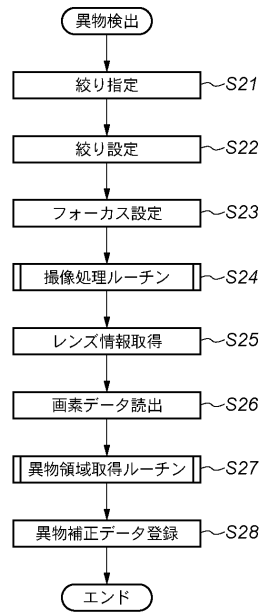 異物検出
絞り指定 S21
絞り設定 S22
フォーカス設定 S23
撮像処理ルーチン S24
レンズ情報取得 S25
画素データ読出 S26
異物領域取得ルーチン S27
異物補正データ登録 S28
エンド